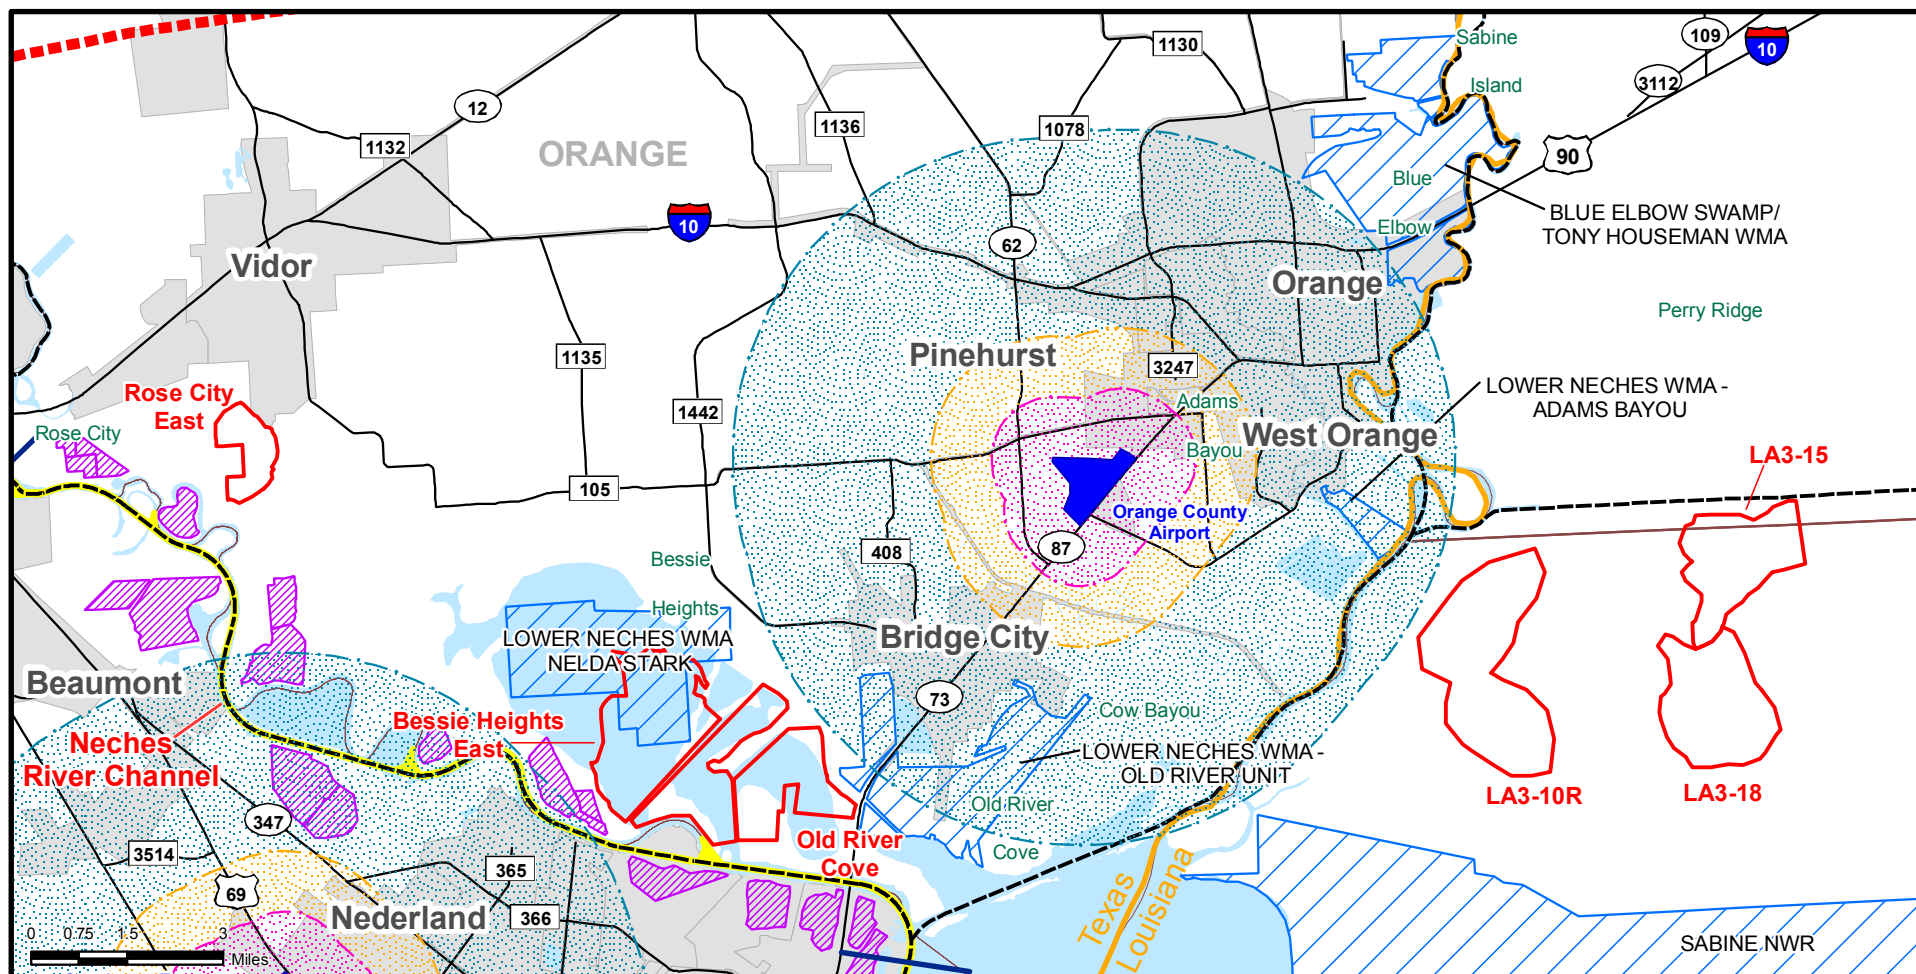 Sabine
Island
109
10
3112
1130
12
1132
1136
1078
ORANGE
90
Blue
Elbow
BLUE ELBOW SWAMP/
TONY HOUSEMAN WMA
10
62
Vidor
Orange
Perry Ridge
1135
Pinehurst
3247
LOWER NECHES WMA -
ADAMS BAYOU
Rose City
East
1442
Adams
Bayou
West Orange
Rose City
LA3-15
105
Orange County
Airport
87
408
Bessie
Heights
LOWER NECHES WMA
NELDA STARK
Bridge City
Beaumont
73
Cow Bayou
Bessie Heights
East
Neches
River Channel
LOWER NECHES WMA -
OLD RIVER UNIT
LA3-10R
LA3-18
Old River
Cove
347
3514
365
Old River
Cove
69
366
Nederland
Texas
Louisiana
SABINE NWR
0 0.75 1.5 3
Miles